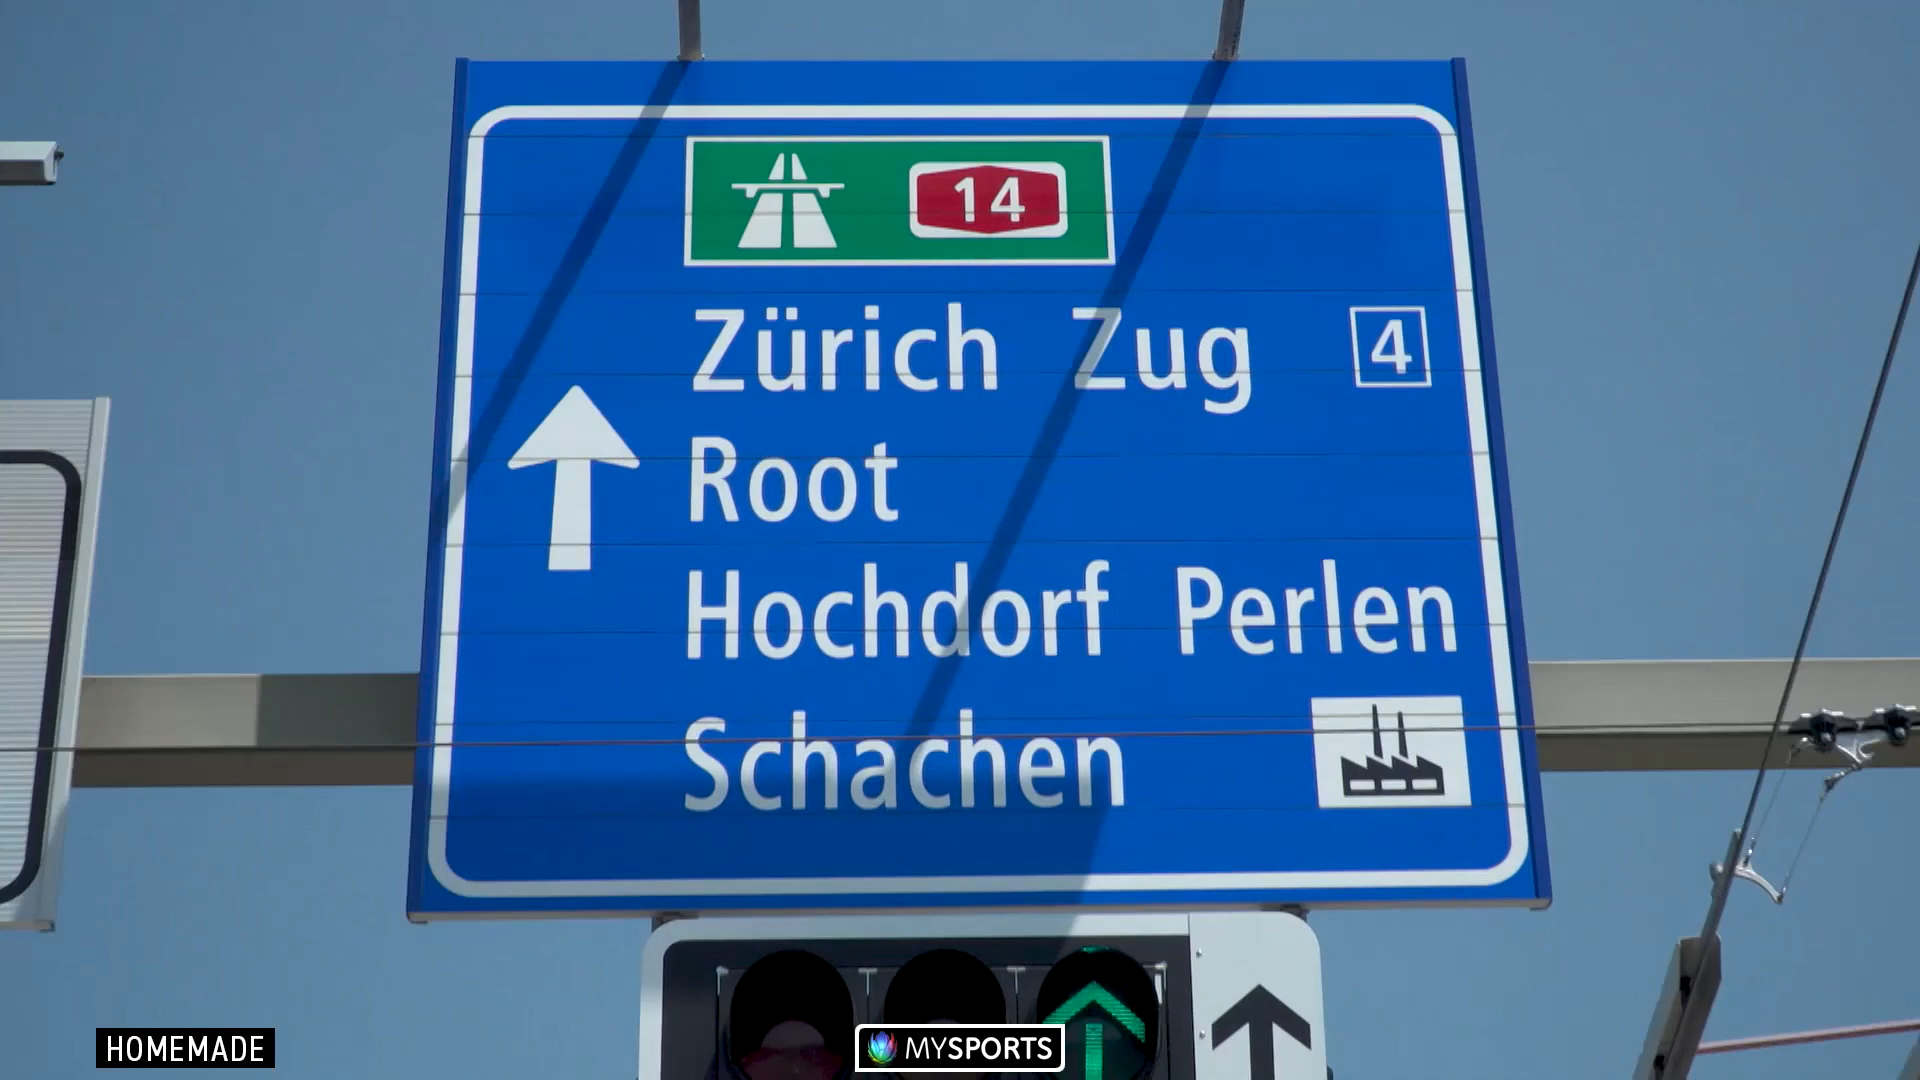 14
Zürich Zug 4
Root
Hochdorf Perlen
Schachen
HOMEMADE
MYSPORTS